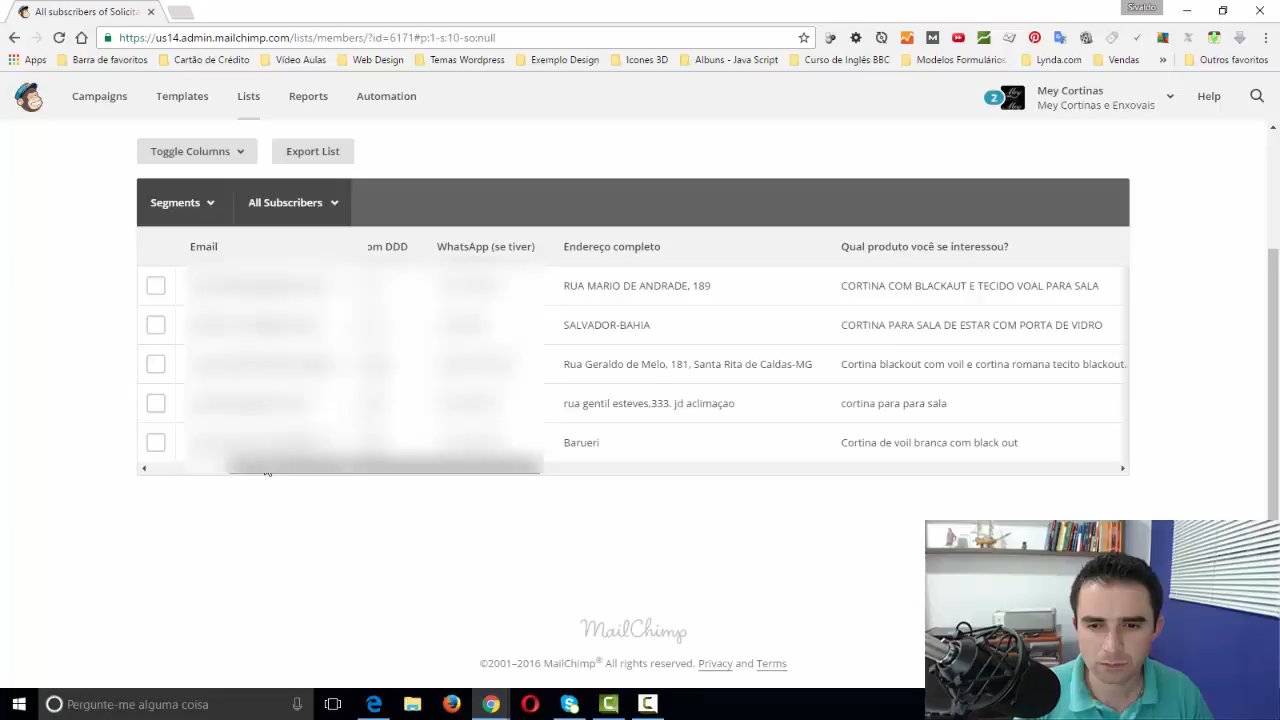 All subscribers of Solicita
Sivaldo
https://us14.admin.mailchimp.com/lists/members/?id=6171#p:1-s:10-so:null
Apps Barra de favoritos Cartão de Crédito Vídeo Aulas Web Design Temas Wordpress Exemplo Design Icones 3D Albuns - Java Script Curso de Inglês BBC Modelos Formulários Lynda.com Vendas » Outros favoritos
Campaigns Templates Lists Reports Automation 2 Mey Cortinas Help
Mey Cortinas e Enxovais
Toggle Columns Export List
Segments All Subscribers
Email om DDD WhatsApp (se tiver) Endereço completo Qual produto você se interessou?
RUA MARIO DE ANDRADE, 189 CORTINA COM BLACKAUT E TECIDO VOAL PARA SALA
SALVADOR-BAHIA CORTINA PARA SALA DE ESTAR COM PORTA DE VIDRO
Rua Geraldo de Melo, 181, Santa Rita de Caldas-MG Cortina blackout com voil e cortina romana tecito blackout.
rua gentil esteves,333. jd aclimaçao cortina para para sala
Barueri Cortina de voil branca com black out
MailChimp
©2001–2016 MailChimp® All rights reserved. Privacy and Terms
Pergunte-me alguma coisa